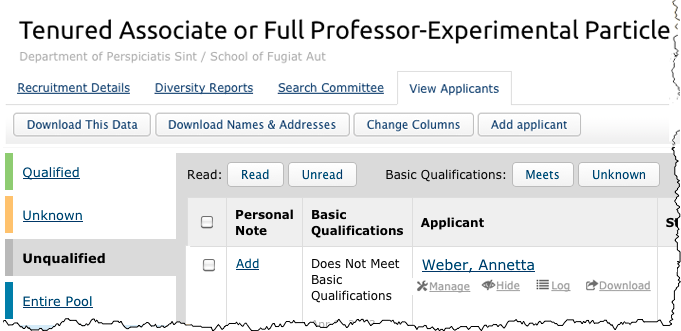 Tenured Associate or Full Professor-Experimental Particle
Department of Perspiciatis Sint / School of Fugiat Aut
Recruitment Details Diversity Reports Search Committee View Applicants
Download This Data Download Names & Addresses Change Columns Add applicant
Qualified
Unknown
Unqualified
Entire Pool
Read: Read Unread Basic Qualifications: Meets Unknown
Personal Note Basic Qualifications Applicant
Add Does Not Meet Basic Qualifications Weber, Annetta
Manage Hide Log Download